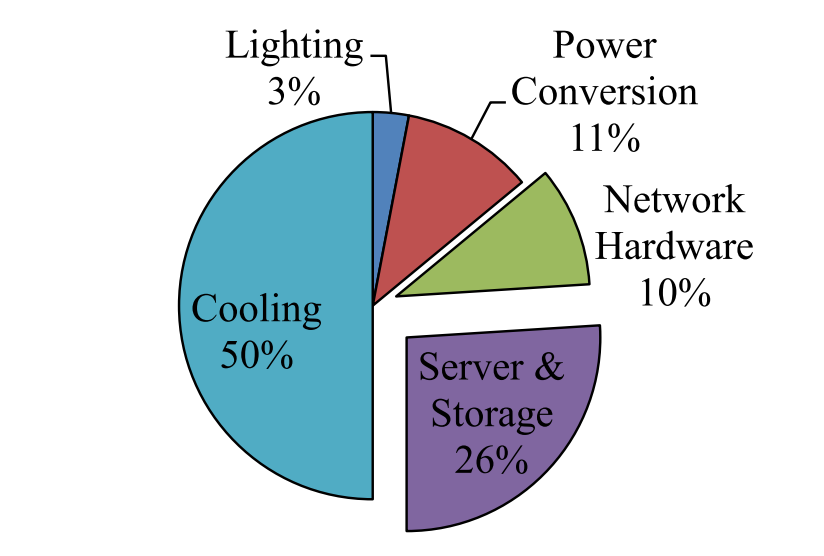 Lighting
3%
Power
Conversion
11%
Network
Hardware
10%
Cooling
50%
Server &
Storage
26%